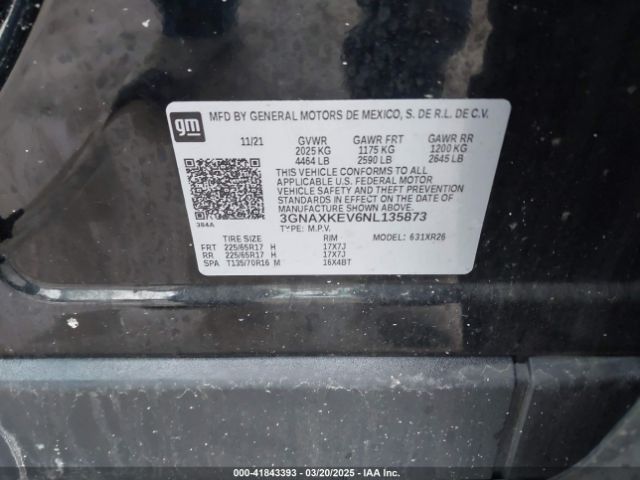 gm
MFD BY GENERAL MOTORS DE MEXICO, S. DE R.L. DE C.V.
11/21 GVWR GAWR FRT GAWR RR
2025 KG 1175 KG 1200 KG
4464 LB 2590 LB 2645 LB
THIS VEHICLE CONFORMS TO ALL
APPLICABLE U.S. FEDERAL MOTOR
VEHICLE SAFETY AND THEFT PREVENTION
STANDARDS IN EFFECT ON THE DATE
OF MANUFACTURE SHOWN ABOVE.
3GNAXKEV6NL135873
384A TYPE: M.P.V. MODEL: 631XR26
TIRE SIZE RIM
FRT 225/65R17 H 17X7J
RR 225/65R17 H 17X7J
SPA T135/70R16 M 16X4BT
000-41843393 - 03/20/2025 - IAA Inc.